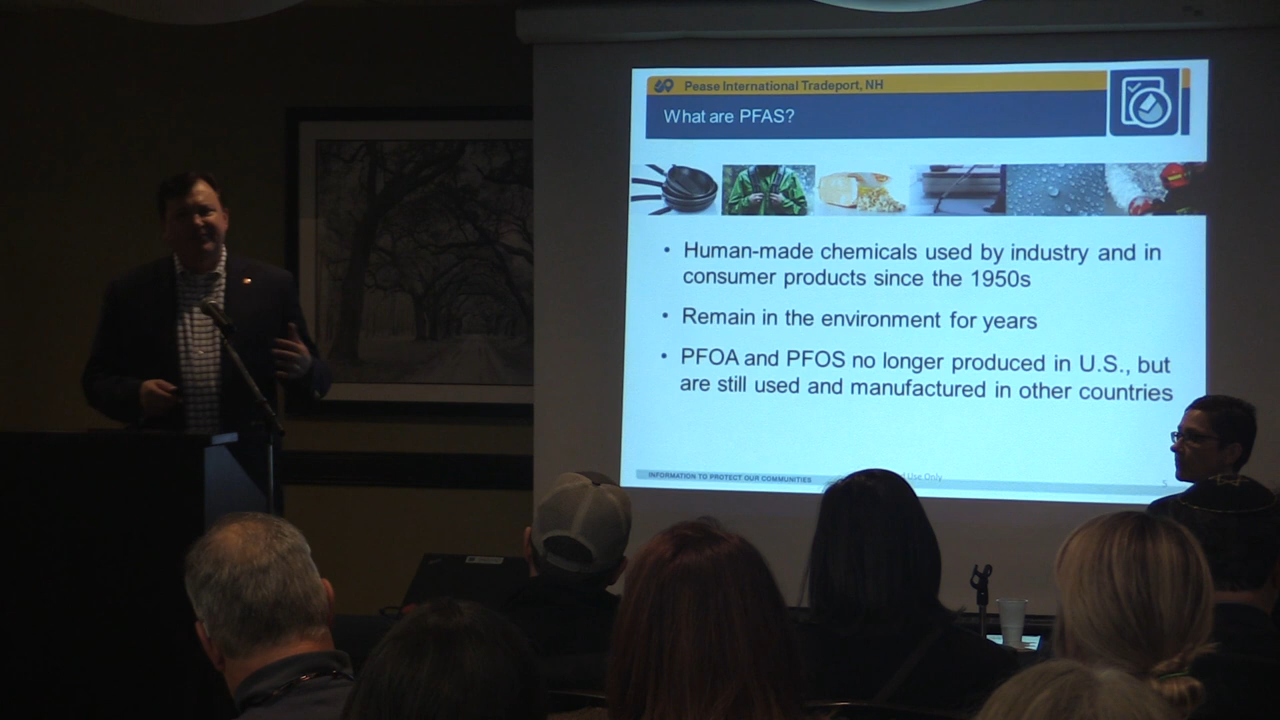 Pease International Tradeport, NH
What are PFAS?
• Human-made chemicals used by industry and in
consumer products since the 1950s
• Remain in the environment for years
• PFOA and PFOS no longer produced in U.S., but
are still used and manufactured in other countries
INFORMATION TO PROTECT OUR COMMUNITIES
Use Only
5